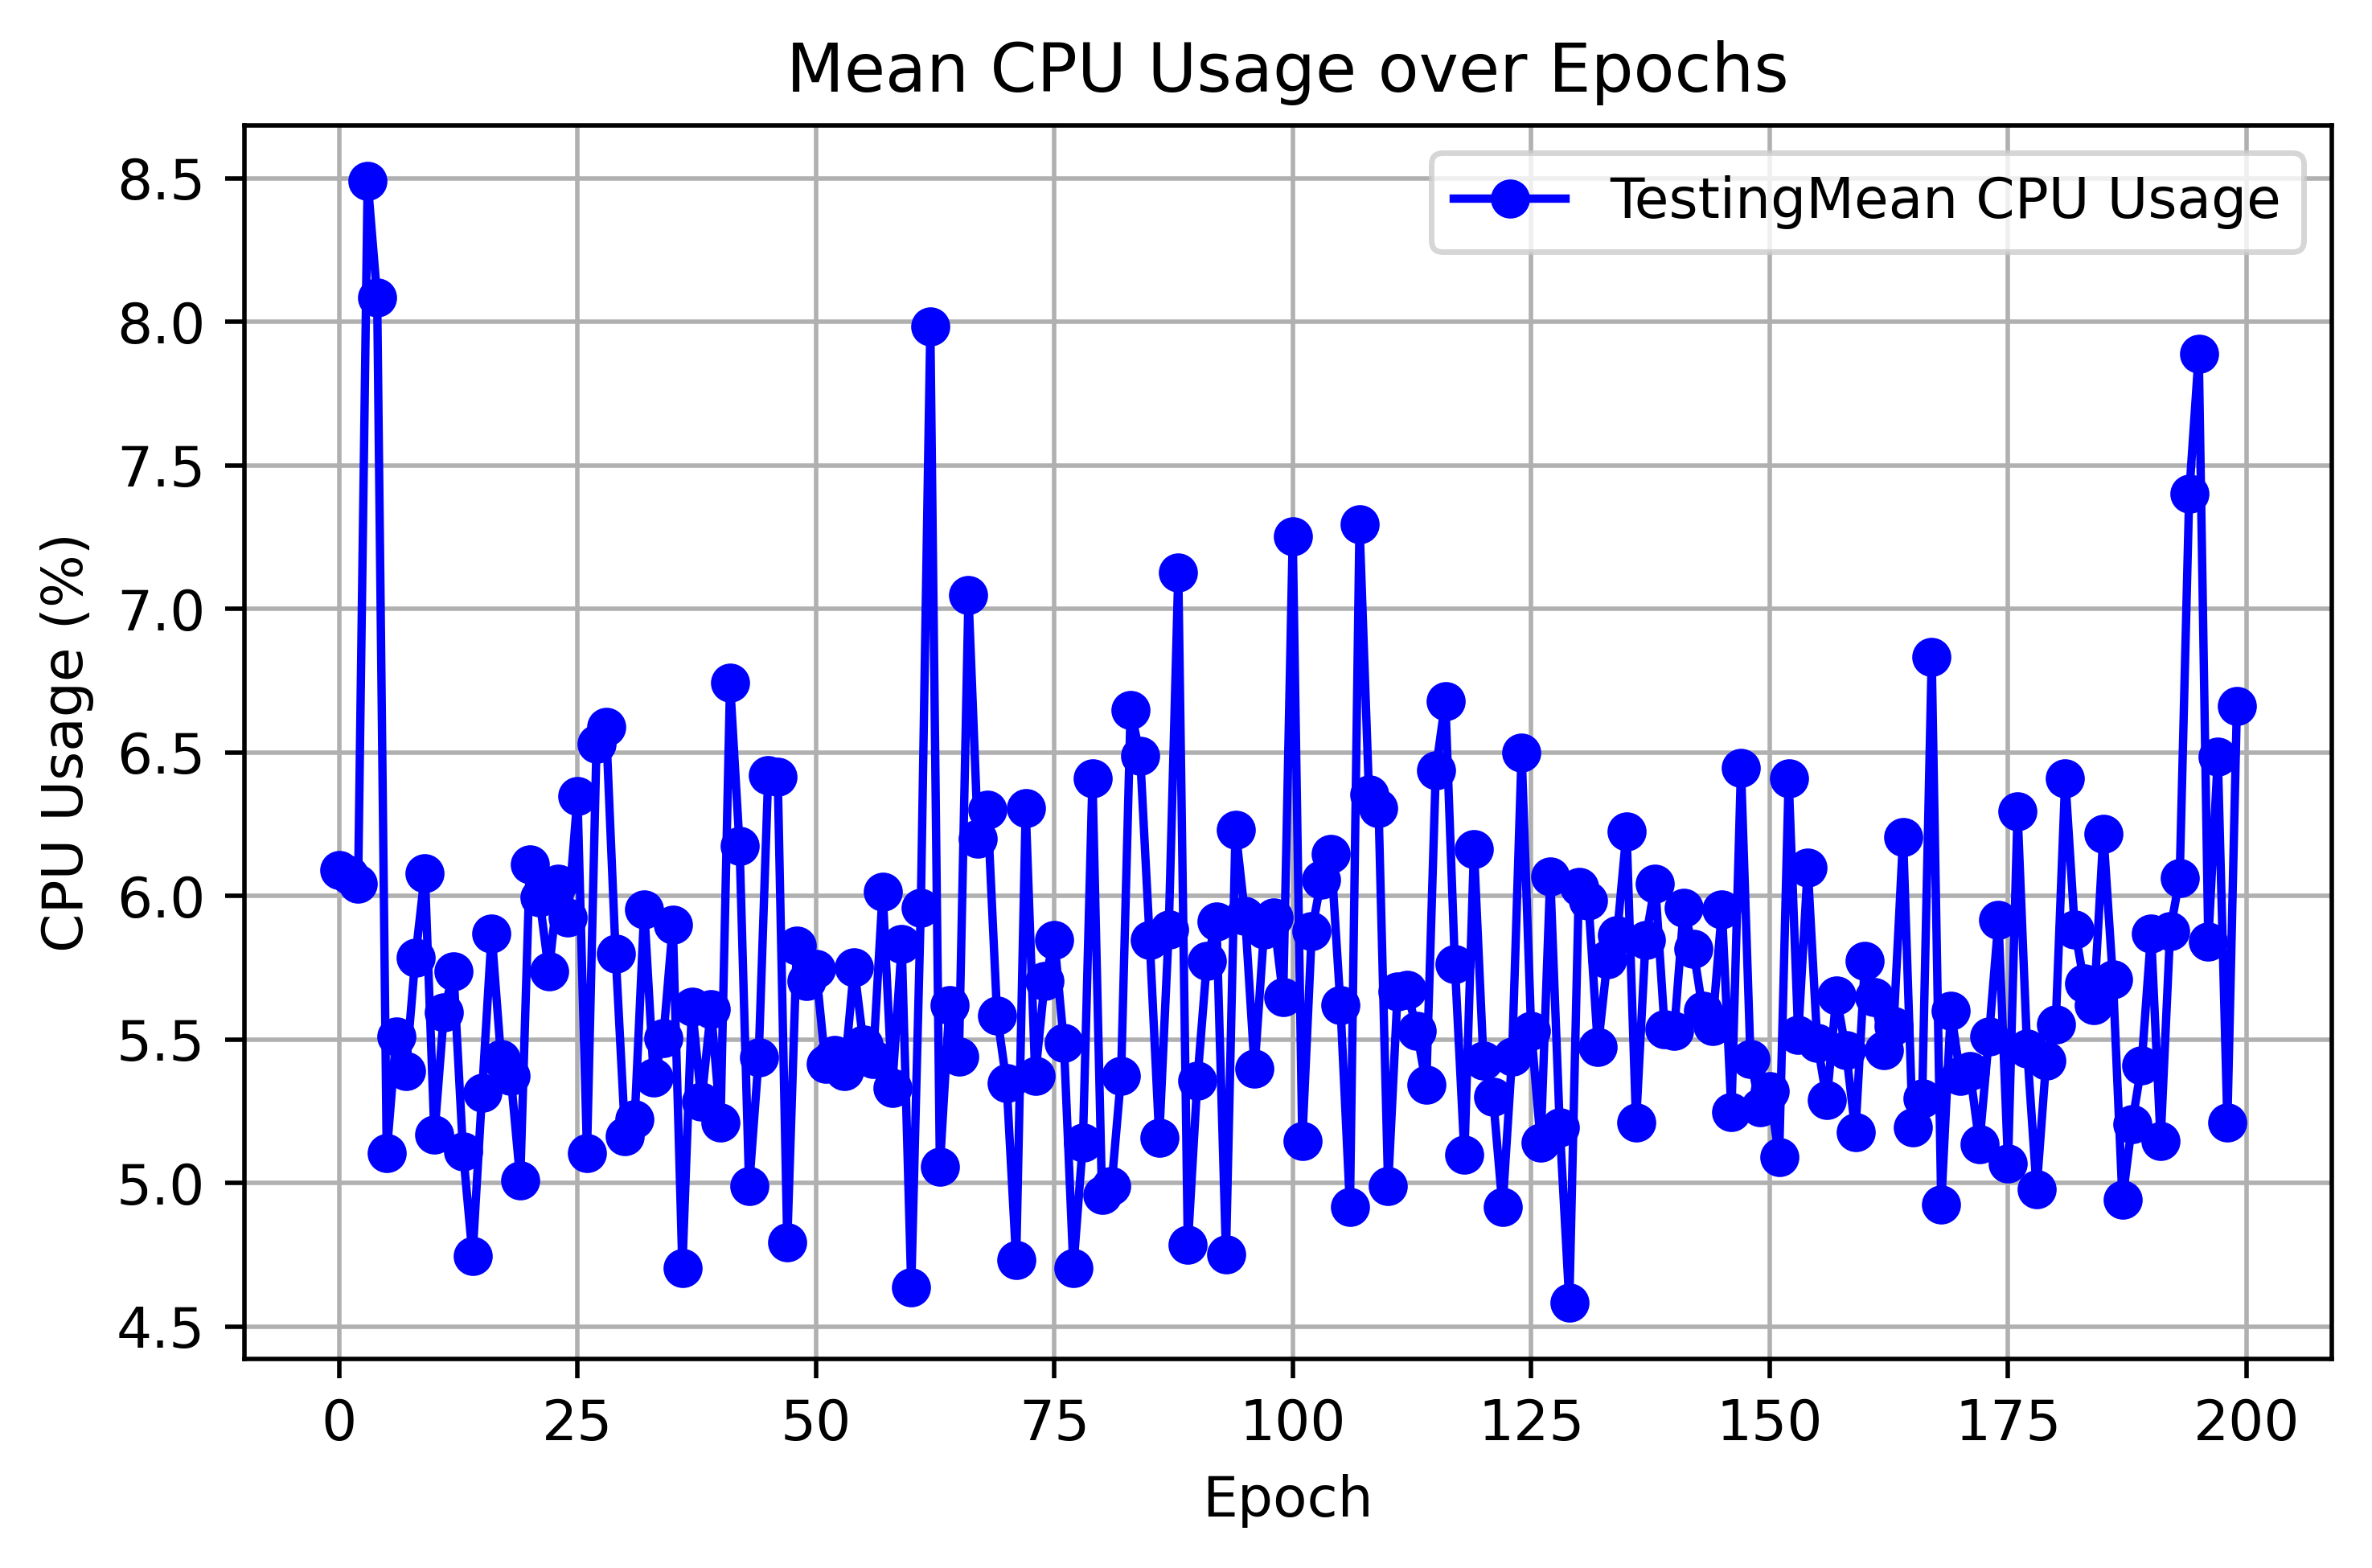 Mean CPU Usage over Epochs
TestingMean CPU Usage
CPU Usage (%)
8.5
8.0
7.5
7.0
6.5
6.0
5.5
5.0
4.5
0 25 50 75 100 125 150 175 200
Epoch